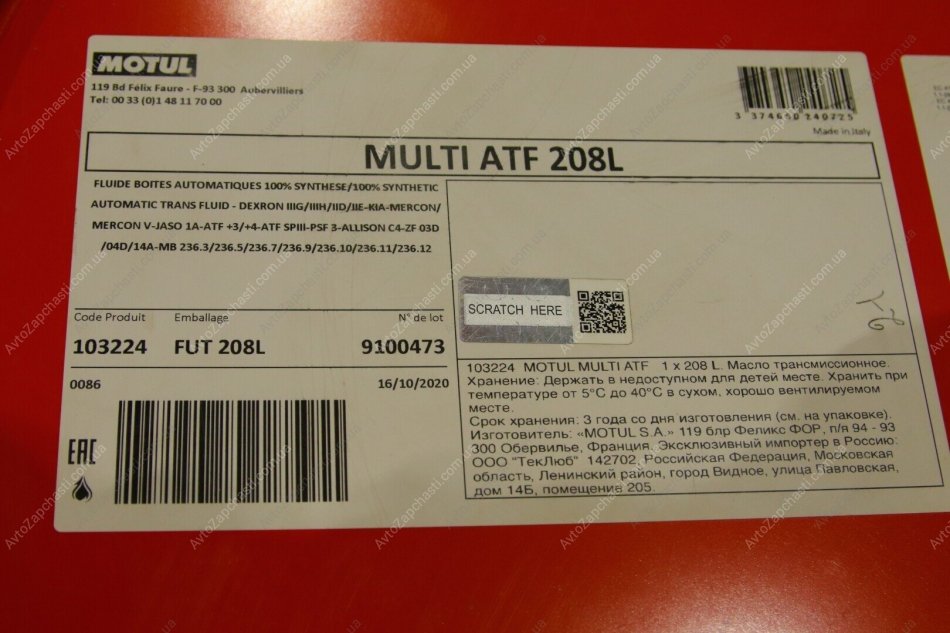 MOTUL
119 Bd Félix Faure - F-93 300 Aubervilliers
Tel: 00 33 (0)1 48 11 70 00
3 374650 240725
Made in Italy
MULTI ATF 208L
FLUIDE BOITES AUTOMATIQUES 100% SYNTHESE/100% SYNTHETIC
AUTOMATIC TRANS FLUID - DEXRON IIIG/IIIH/IID/IIE-KIA-MERCON/
MERCON V-JASO 1A-ATF +3/+4-ATF SPIII-PSF 3-ALLISON C4-ZF 03D
/04D/14A-MB 236.3/236.5/236.7/236.9/236.10/236.11/236.12
SCRATCH HERE
Code Produit Emballage N° de lot
103224 FUT 208L 9100473
0086 16/10/2020
EAC
103224 MOTUL MULTI ATF 1 x 208 L. Масло трансмиссионное.
Хранение: Держать в недоступном для детей месте. Хранить при
температуре от 5°C до 40°C в сухом, хорошо вентилируемом
месте.
Срок хранения: 3 года со дня изготовления (см. на упаковке).
Изготовитель: «MOTUL S.A.» 119 блр Феликс ФОР, п/я 94 - 93
300 Обервилье, Франция, Эксклюзивный импортер в Россию:
ООО "ТекЛюб" 142702, Российская Федерация, Московская
область, Ленинский район, город Видное, улица Павловская,
дом 14Б, помещение 205.
AvtoZapchasti.com.ua